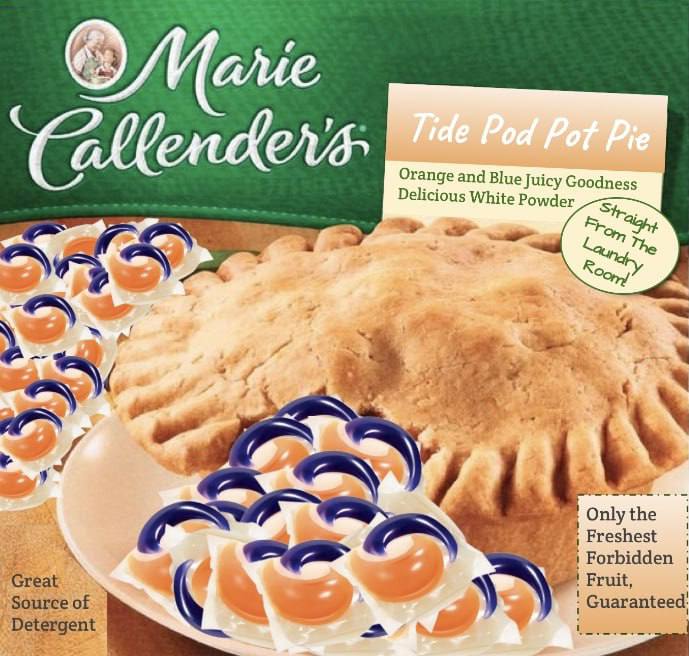 Marie
Callender's
Tide Pod Pot Pie
Orange and Blue Juicy Goodness
Delicious White Powder
Straight
From The
Laundry
Room!
Great
Source of
Detergent
Only the
Freshest
Forbidden
Fruit,
Guaranteed